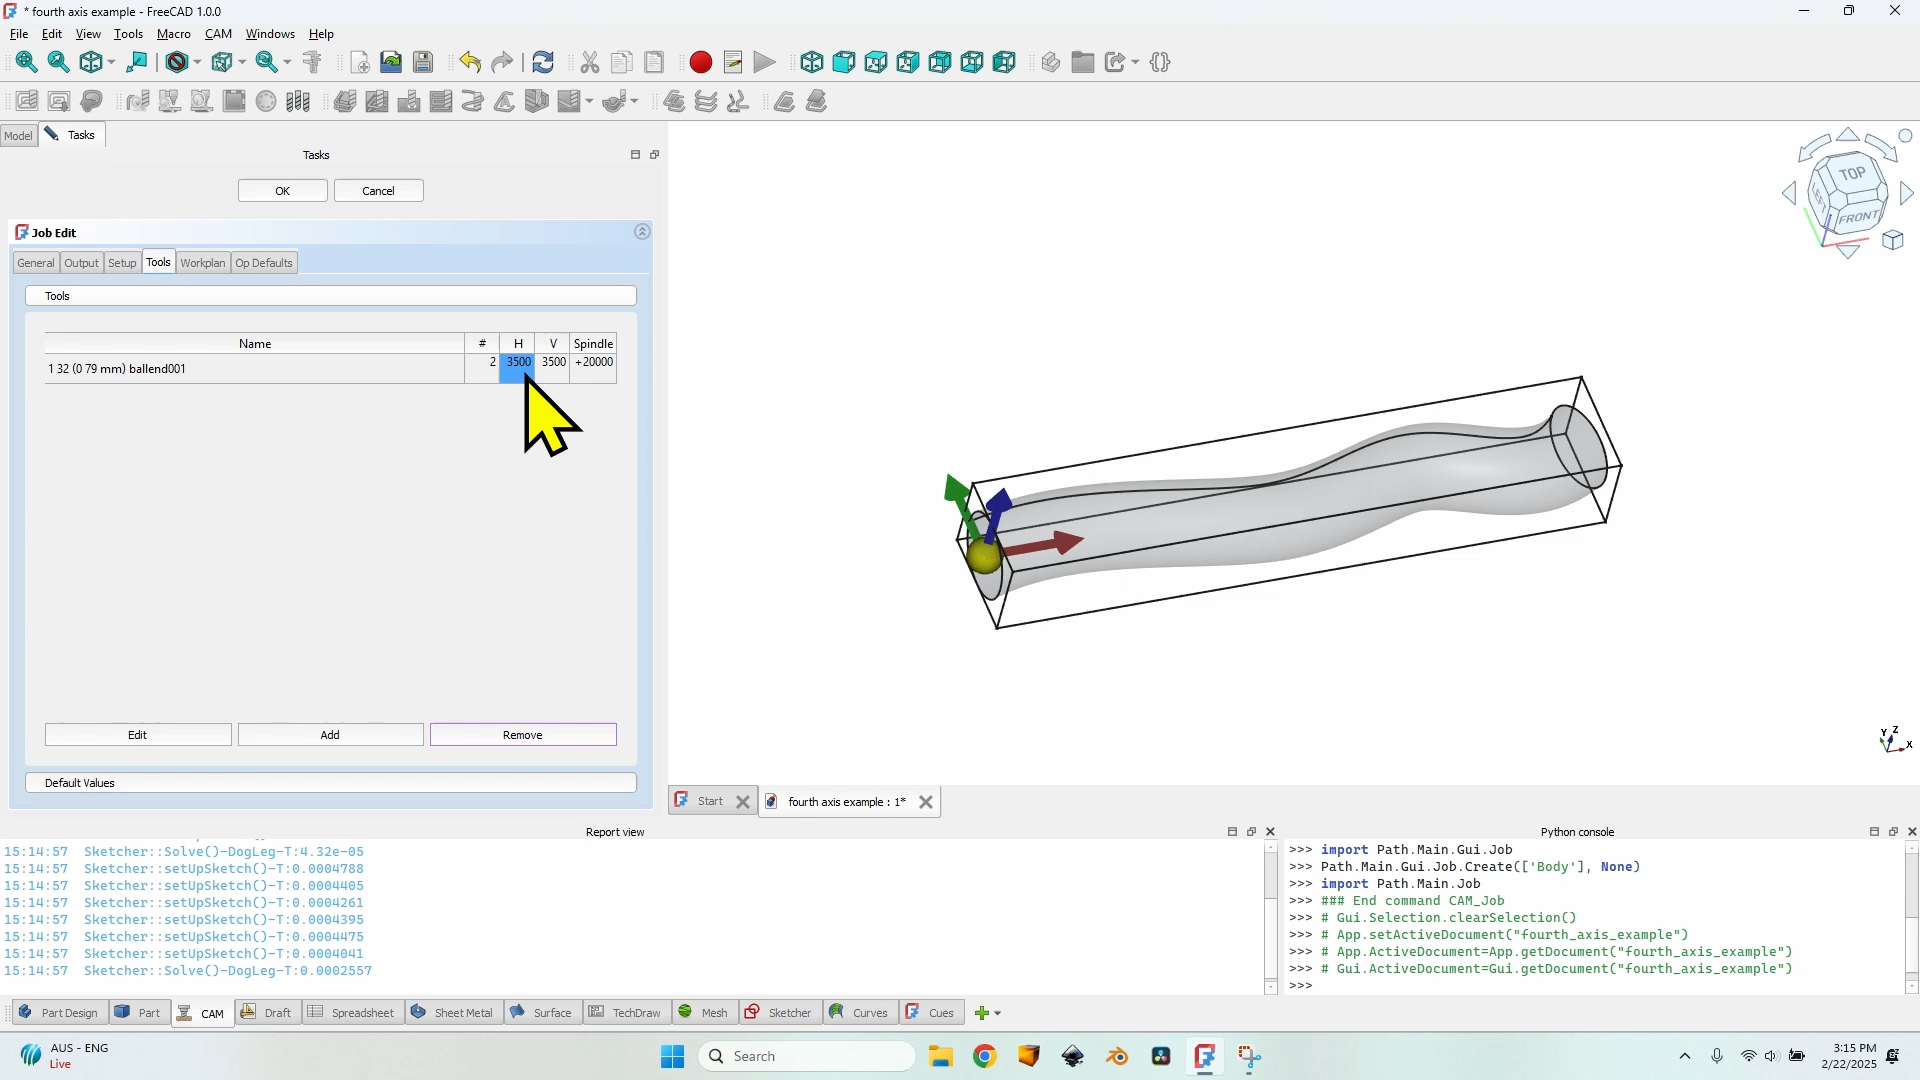 * fourth axis example - FreeCAD 1.0.0
File Edit View Tools Macro CAM Windows Help
Model Tasks
Tasks
OK Cancel
Job Edit
General Output Setup Tools Workplan Op Defaults
Tools
Name # H V Spindle
1 32 (0 79 mm) ballend001 2 3500 3500 +20000
Edit Add Remove
Default Values
TOP
LEFT
FRONT
Y Z X
Start fourth axis example : 1*
Report view
15:14:57 Sketcher::Solve()-DogLeg-T:4.32e-05
15:14:57 Sketcher::setUpSketch()-T:0.0004788
15:14:57 Sketcher::setUpSketch()-T:0.0004405
15:14:57 Sketcher::setUpSketch()-T:0.0004261
15:14:57 Sketcher::setUpSketch()-T:0.0004395
15:14:57 Sketcher::setUpSketch()-T:0.0004475
15:14:57 Sketcher::setUpSketch()-T:0.0004041
15:14:57 Sketcher::Solve()-DogLeg-T:0.0002557
Python console
>>> import Path.Main.Gui.Job
>>> Path.Main.Gui.Job.Create(['Body'], None)
>>> import Path.Main.Job
>>> ### End command CAM_Job
>>> # Gui.Selection.clearSelection()
>>> # App.setActiveDocument("fourth_axis_example")
>>> # App.ActiveDocument=App.getDocument("fourth_axis_example")
>>> # Gui.ActiveDocument=Gui.getDocument("fourth_axis_example")
>>>
Part Design Part CAM Draft Spreadsheet Sheet Metal Surface TechDraw Mesh Sketcher Curves Cues
AUS - ENG
Live
Search
3:15 PM
2/22/2025